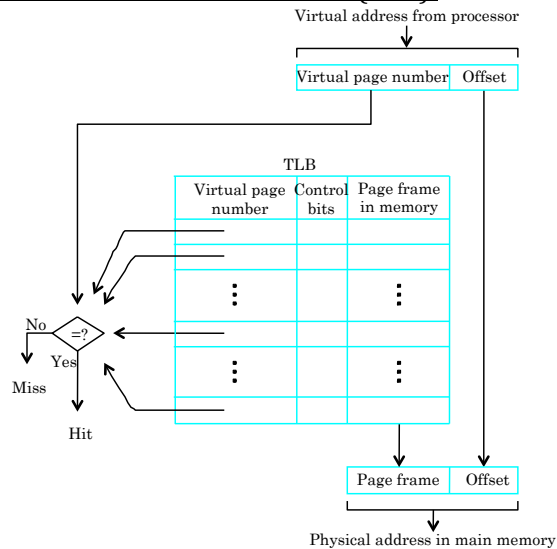 Virtual address from processor
Virtual page number Offset
TLB
Virtual page number
Control bits
Page frame in memory
No
=?
Yes
Miss
Hit
Page frame Offset
Physical address in main memory